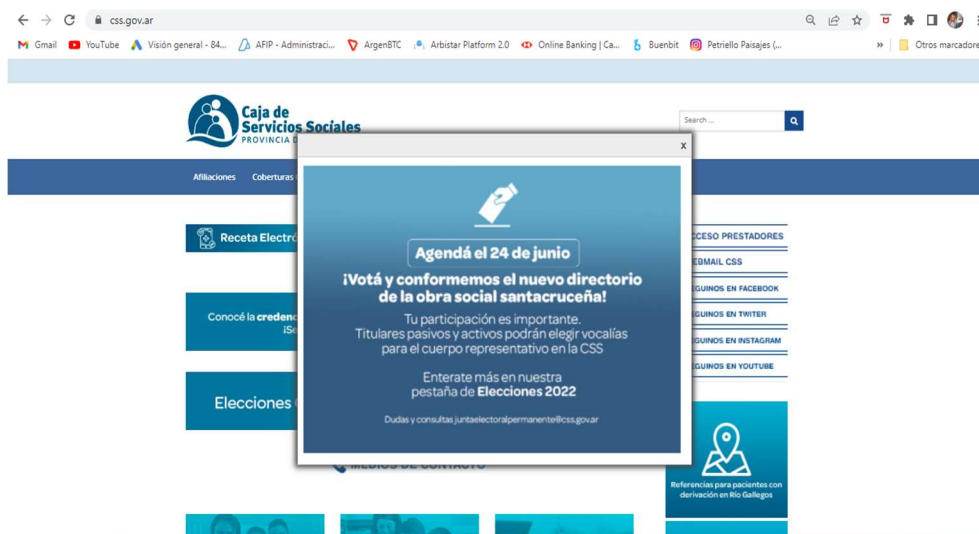 css.gov.ar
Gmail YouTube Visión general - 84... AFIP - Administraci... ArgenBTC Arbistar Platform 2.0 Online Banking | Ca... Buenbit Petriello Paisajes (... » Otros marcadore
Caja de
Servicios Sociales
PROVINCIA D
Search ...
x
Afiliaciones Coberturas
Receta Electró
Conocé la credenc
¡Se
Elecciones
Agendá el 24 de junio
¡Votá y conformemos el nuevo directorio
de la obra social santacruceña!
Tu participación es importante.
Titulares pasivos y activos podrán elegir vocalías
para el cuerpo representativo en la CSS
Enterate más en nuestra
pestaña de Elecciones 2022
Dudas y consultas juntaelectoralpermanente@css.gov.ar
CCESO PRESTADORES
EBMAIL CSS
EGUINOS EN FACEBOOK
EGUINOS EN TWITER
EGUINOS EN INSTAGRAM
EGUINOS EN YOUTUBE
MEDIOS DE CONTACTO
Referencias para pacientes con
derivación en Río Gallegos